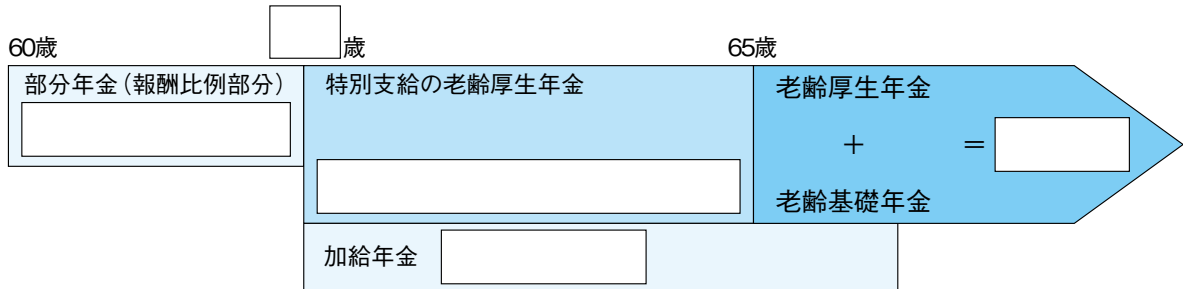 60歳
歳
65歳
部分年金（報酬比例部分）
特別支給の老齢厚生年金
老齢厚生年金
＋
＝
老齢基礎年金
加給年金